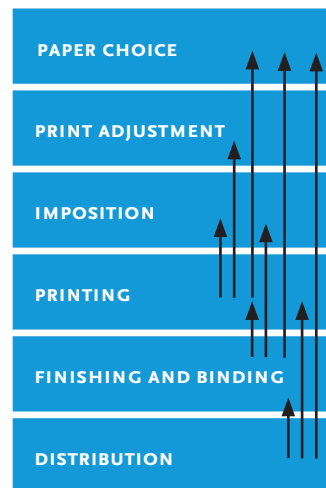 PAPER CHOICE
PRINT ADJUSTMENT
IMPOSITION
PRINTING
FINISHING AND BINDING
DISTRIBUTION